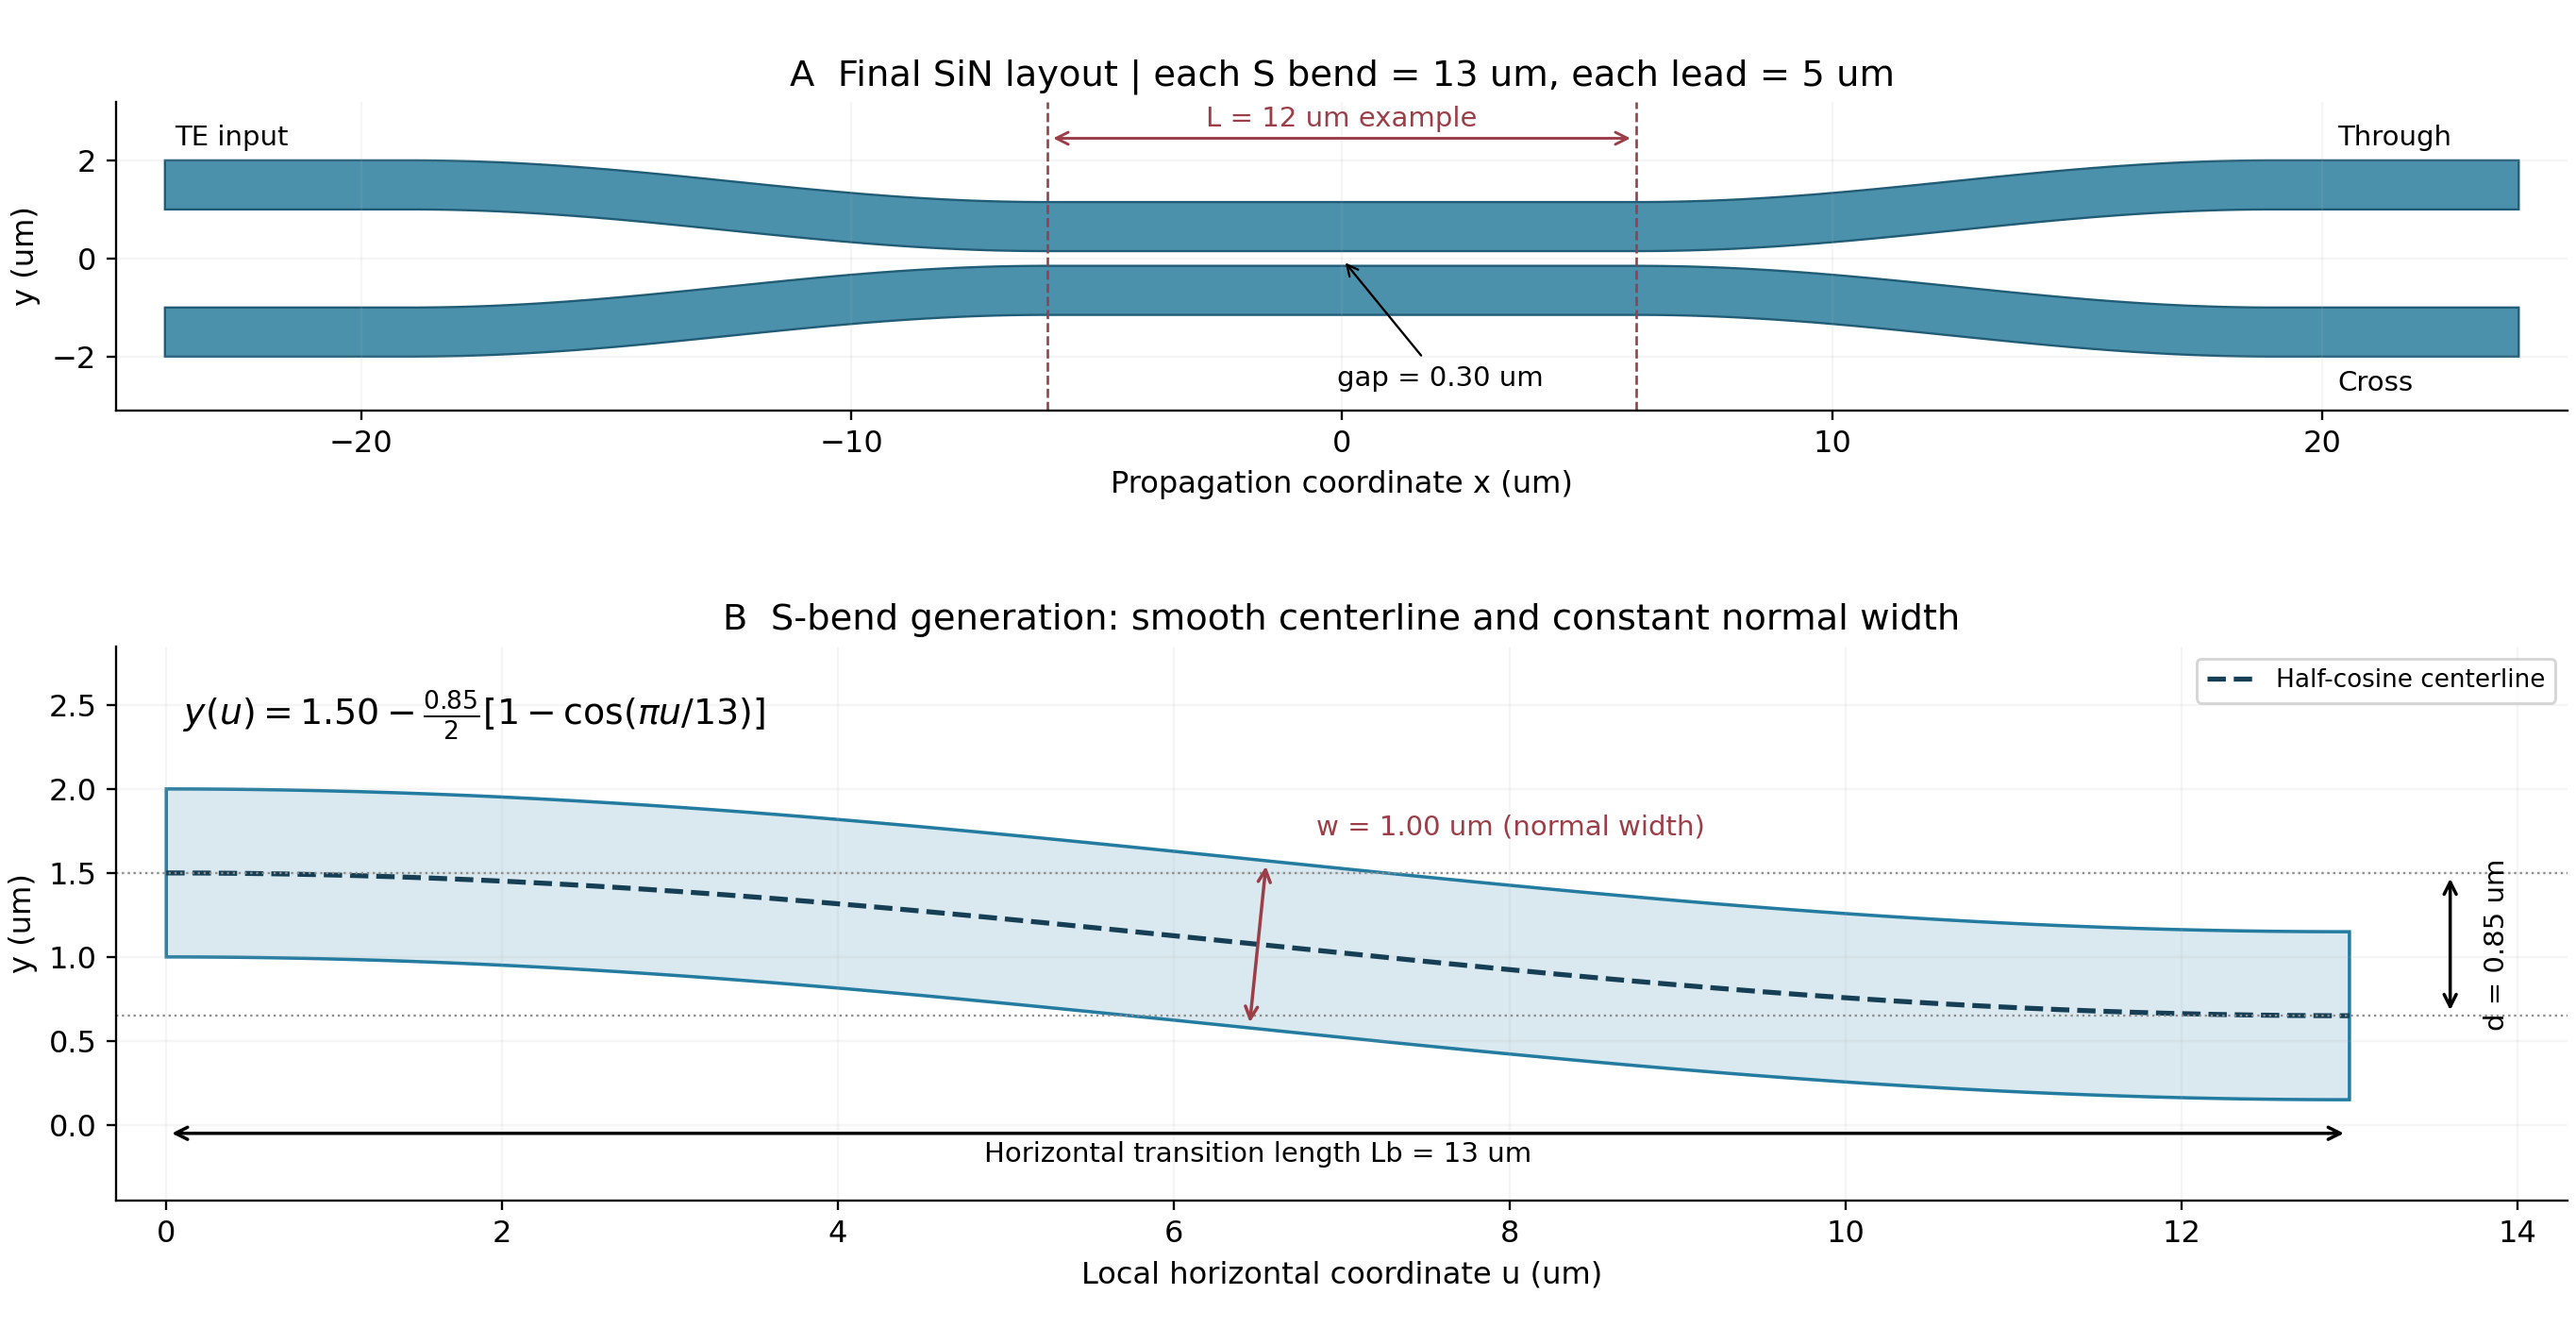 A  Final SiN layout | each S bend = 13 um, each lead = 5 um
L = 12 um example
TE input
Through
2
0
−2
y (um)
gap = 0.30 um
Cross
−20
−10
0
10
20
Propagation coordinate x (um)
B  S-bend generation: smooth centerline and constant normal width
Half-cosine centerline
y(u) = 1.50 − 0.85/2 [1 − cos(πu/13)]
w = 1.00 um (normal width)
d = 0.85 um
2.5
2.0
1.5
1.0
0.5
0.0
y (um)
Horizontal transition length Lb = 13 um
0
2
4
6
8
10
12
14
Local horizontal coordinate u (um)